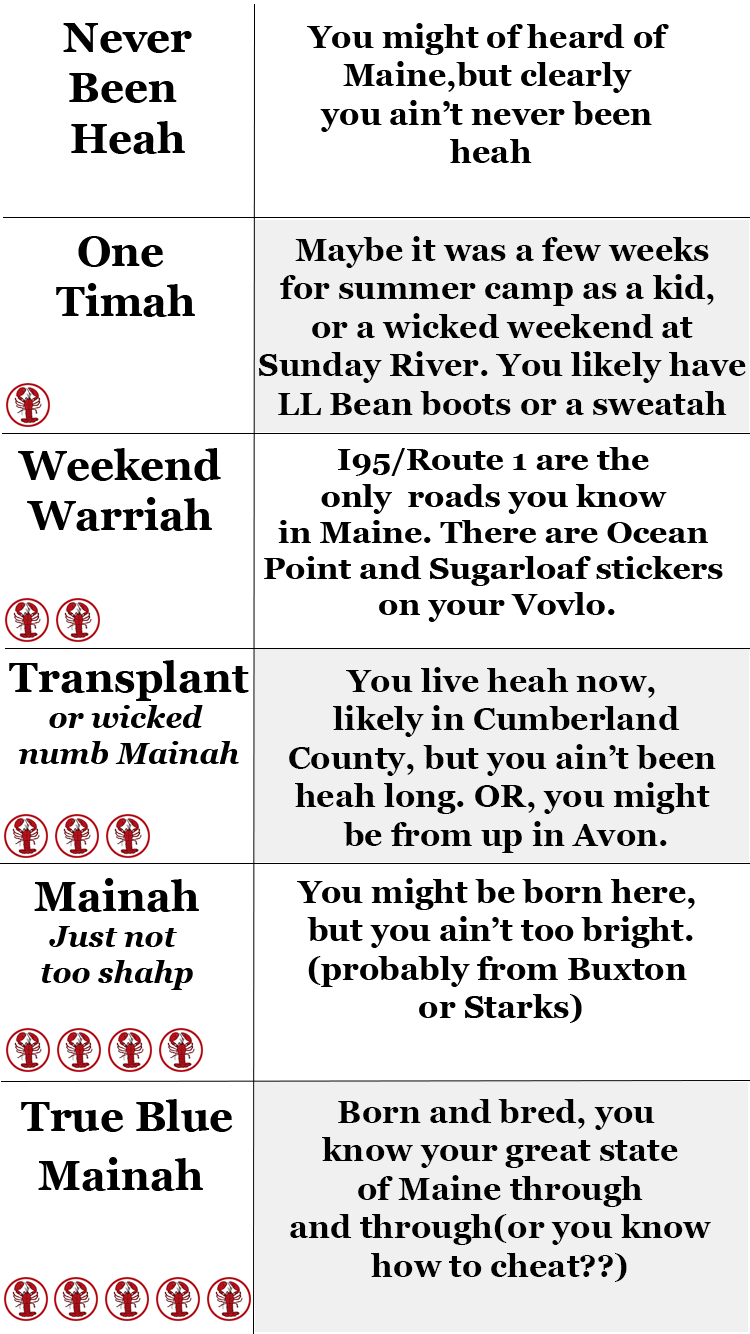 Never
Been
Heah
You might of heard of
Maine,but clearly
you ain’t never been
heah
One
Timah
Maybe it was a few weeks
for summer camp as a kid,
or a wicked weekend at
Sunday River. You likely have
LL Bean boots or a sweatah
Weekend
Warriah
I95/Route 1 are the
only  roads you know
in Maine. There are Ocean
Point and Sugarloaf stickers
on your Vovlo.
Transplant
or wicked
numb Mainah
You live heah now,
likely in Cumberland
County, but you ain’t been
heah long. OR, you might
be from up in Avon.
Mainah
Just not
too shahp
You might be born here,
but you ain’t too bright.
(probably from Buxton
or Starks)
True Blue
Mainah
Born and bred, you
know your great state
of Maine through
and through(or you know
how to cheat??)